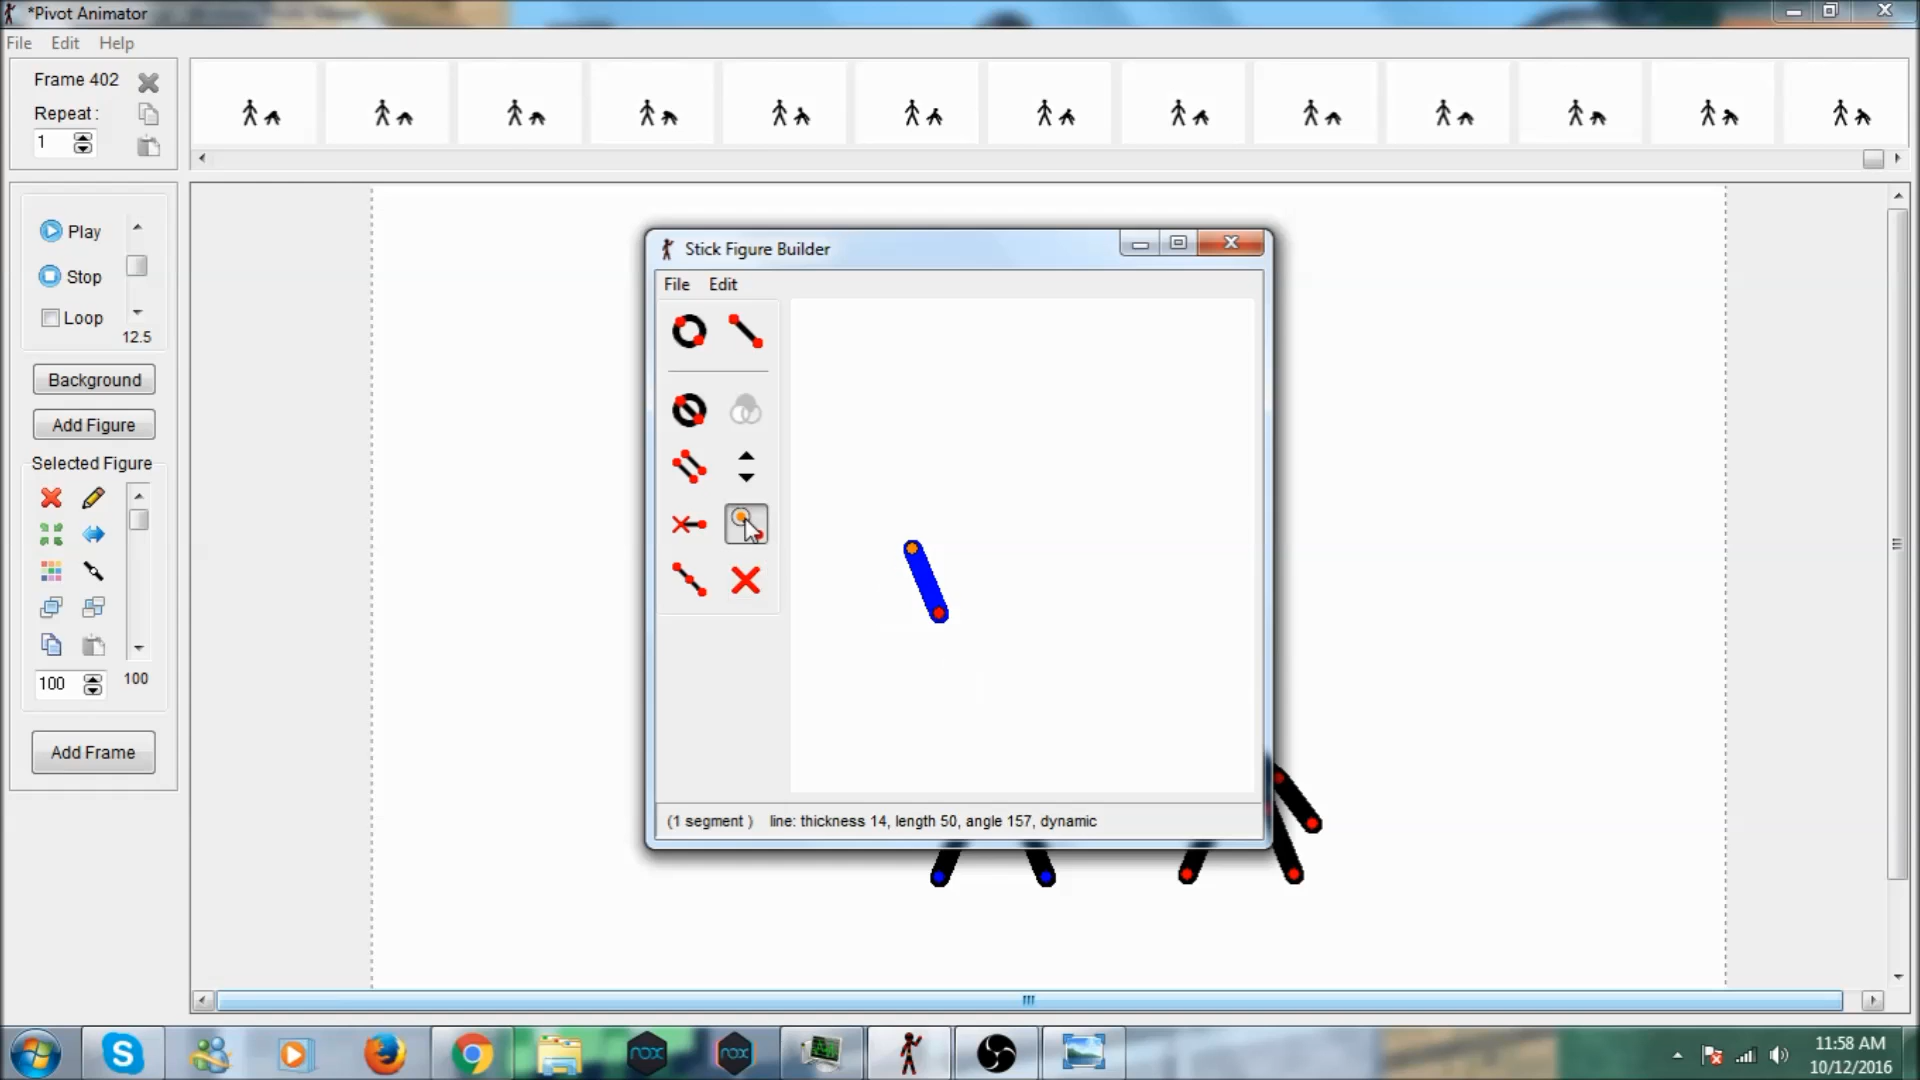 *Pivot Animator
File Edit Help
Frame 402
Repeat :
1
Play
Stop
Loop
12.5
Background
Add Figure
Selected Figure
100
100
Add Frame
Stick Figure Builder
File Edit
(1 segment ) line: thickness 14, length 50, angle 157, dynamic
nox
nox
11:58 AM
10/12/2016